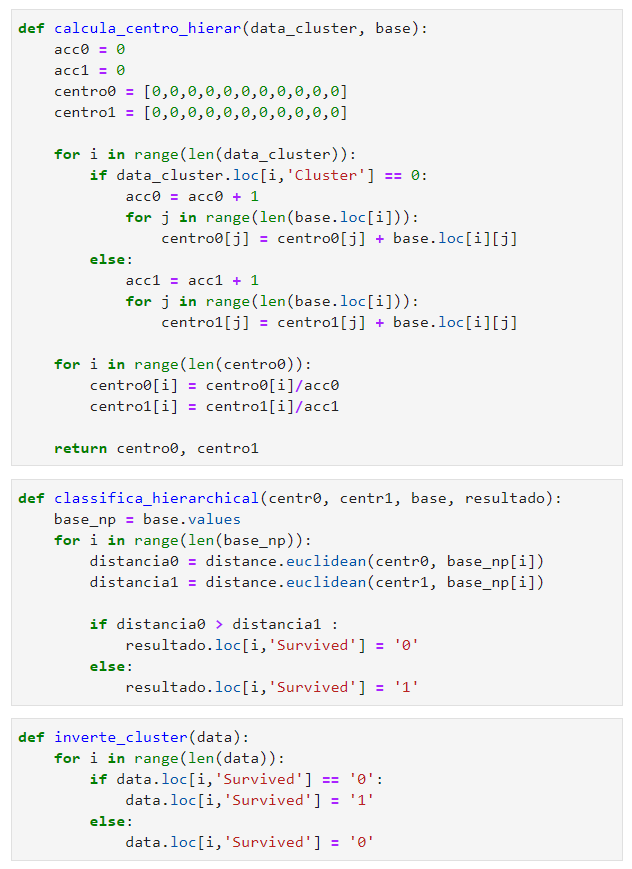 def calcula_centro_hierar(data_cluster, base):
    acc0 = 0
    acc1 = 0
    centro0 = [0,0,0,0,0,0,0,0,0,0,0]
    centro1 = [0,0,0,0,0,0,0,0,0,0,0]

    for i in range(len(data_cluster)):
        if data_cluster.loc[i,'Cluster'] == 0:
            acc0 = acc0 + 1
            for j in range(len(base.loc[i])):
                centro0[j] = centro0[j] + base.loc[i][j]
        else:
            acc1 = acc1 + 1
            for j in range(len(base.loc[i])):
                centro1[j] = centro1[j] + base.loc[i][j]

    for i in range(len(centro0)):
        centro0[i] = centro0[i]/acc0
        centro1[i] = centro1[i]/acc1

    return centro0, centro1

def classifica_hierarchical(centr0, centr1, base, resultado):
    base_np = base.values
    for i in range(len(base_np)):
        distancia0 = distance.euclidean(centr0, base_np[i])
        distancia1 = distance.euclidean(centr1, base_np[i])

        if distancia0 > distancia1 :
            resultado.loc[i,'Survived'] = '0'
        else:
            resultado.loc[i,'Survived'] = '1'

def inverte_cluster(data):
    for i in range(len(data)):
        if data.loc[i,'Survived'] == '0':
            data.loc[i,'Survived'] = '1'
        else:
            data.loc[i,'Survived'] = '0'